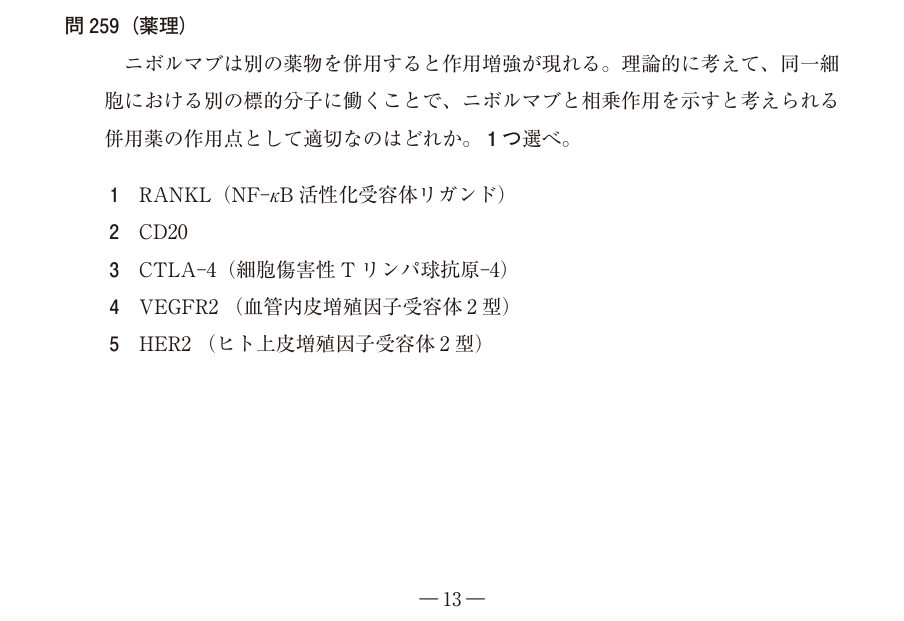 問 259（薬理）
ニボルマブは別の薬物を併用すると作用増強が現れる。理論的に考えて、同一細
胞における別の標的分子に働くことで、ニボルマブと相乗作用を示すと考えられる
併用薬の作用点として適切なのはどれか。1つ選べ。
1 RANKL（NF-κB 活性化受容体リガンド）
2 CD20
3 CTLA-4（細胞傷害性 T リンパ球抗原-4）
4 VEGFR2 （血管内皮増殖因子受容体 2 型）
5 HER2 （ヒト上皮増殖因子受容体 2 型）
— 13 —